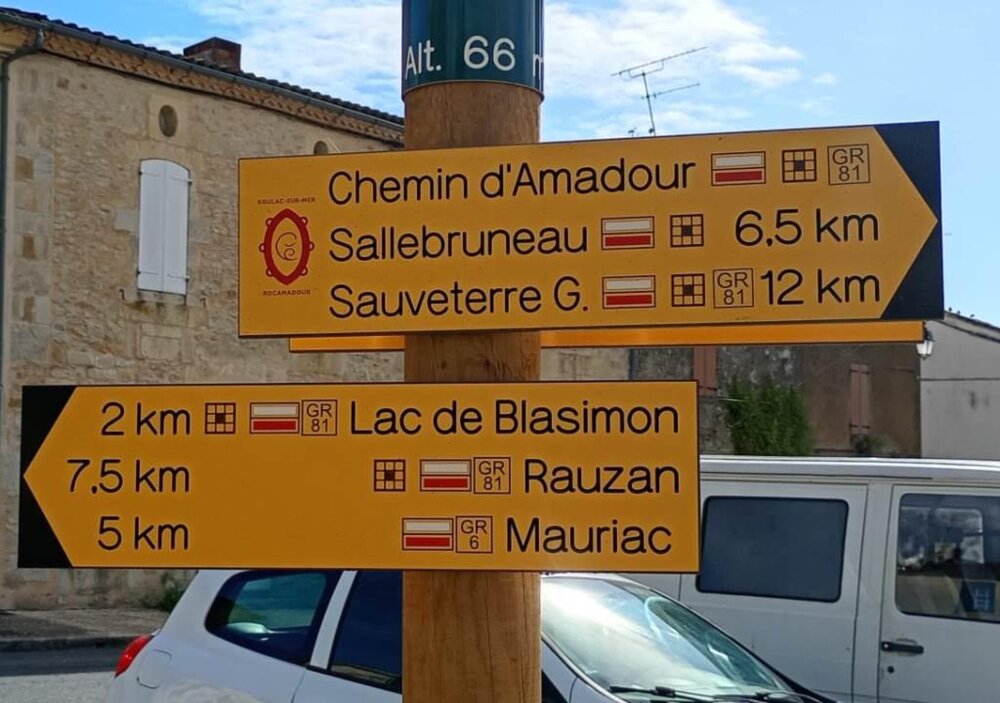 Alt. 66 m
Chemin d'Amadour GR 81
SOULAC-SUR-MER
Sallebruneau 6,5 km
ROCAMADOUR
Sauveterre G. GR 81 12 km
2 km GR 81 Lac de Blasimon
7,5 km GR 81 Rauzan
5 km GR 6 Mauriac